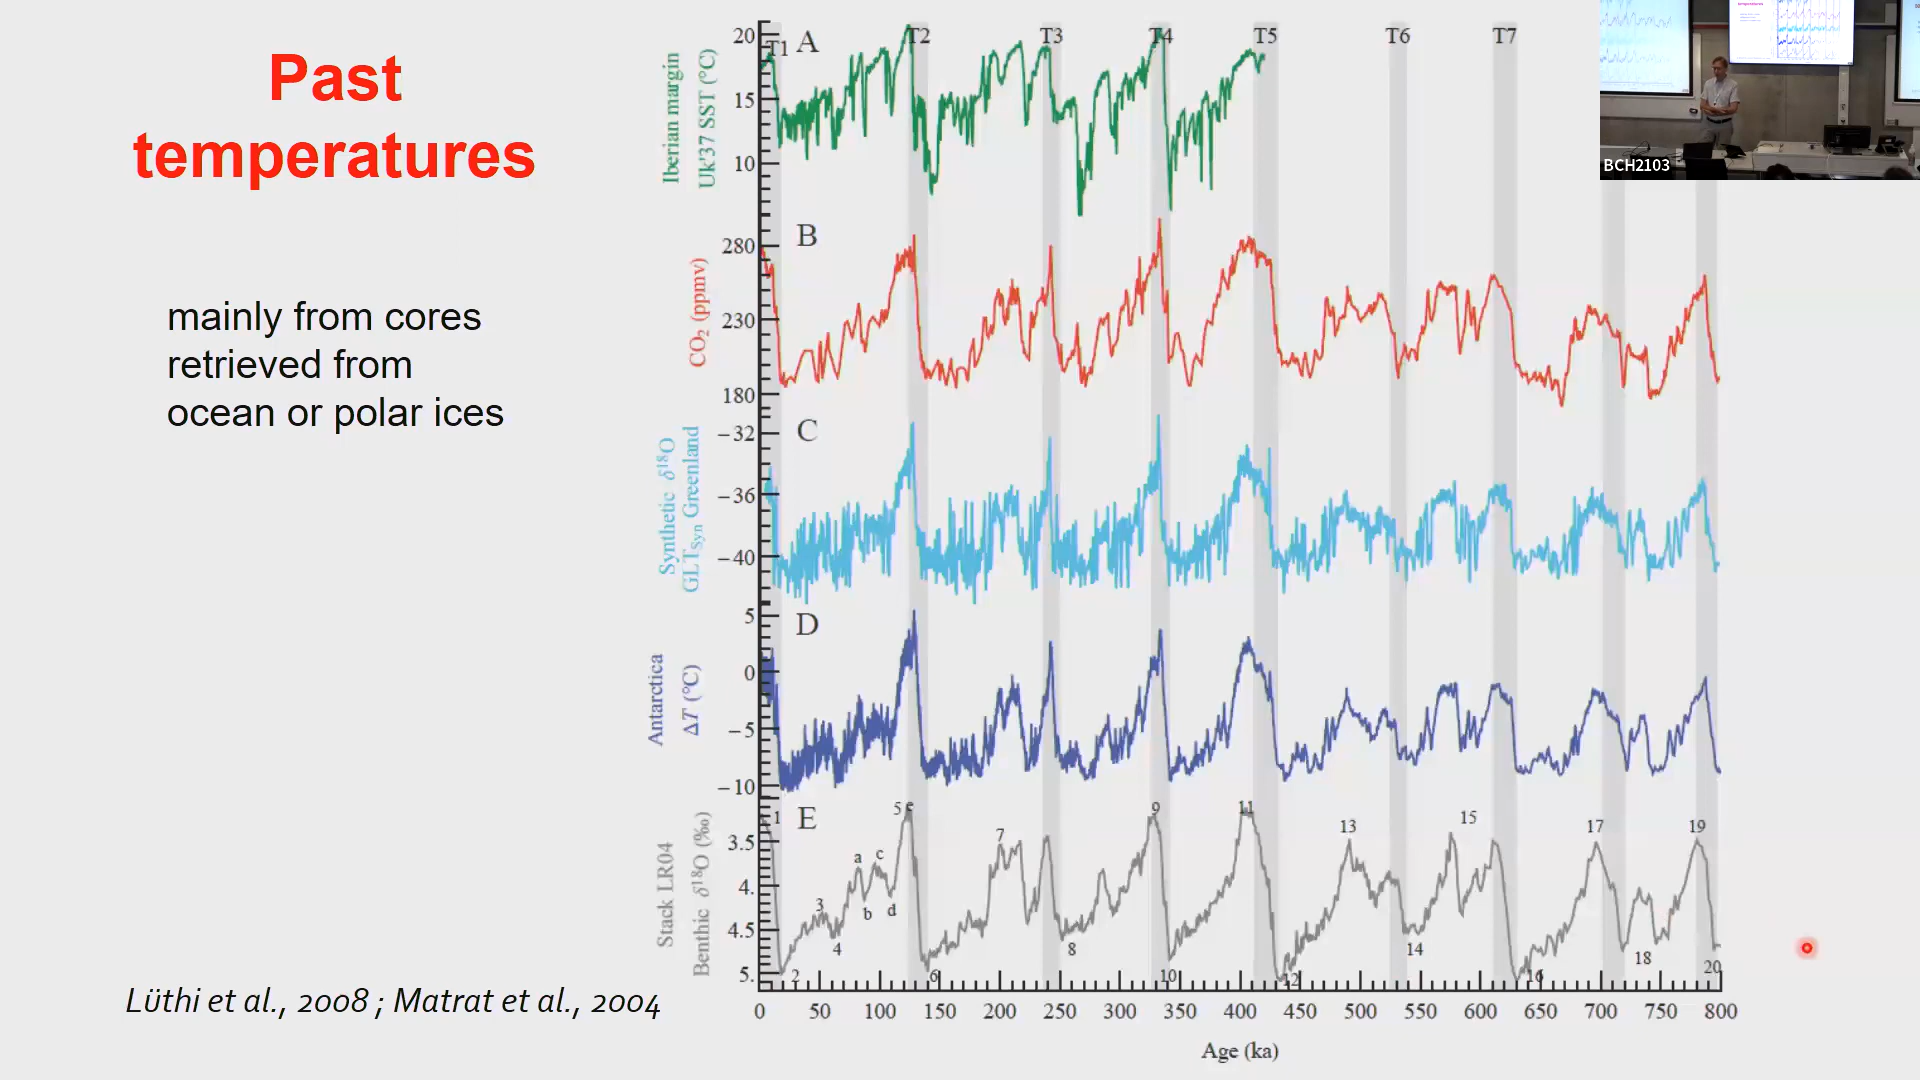 Past
temperatures
mainly from cores
retrieved from
ocean or polar ices
Lüthi et al., 2008 ; Matrat et al., 2004
BCH2103
T1 A T2 T3 T4 T5 T6 T7
Iberian margin
Uk'37 SST (°C)
20
15
10
B
CO₂ (ppmv)
280
230
180
C
Synthetic δ¹⁸O
GLTSyn Greenland
−32
−36
−40
D
Antarctica
ΔT (°C)
5
0
−5
−10
E
Stack LR04
Benthic δ¹⁸O (‰)
3.5
4.
4.5
5.
1 5 e 7 9 11 13 15 17 19
a c
3 b d
4 8 14 18
2 6 10 12 16 20
0 50 100 150 200 250 300 350 400 450 500 550 600 650 700 750 800
Age (ka)